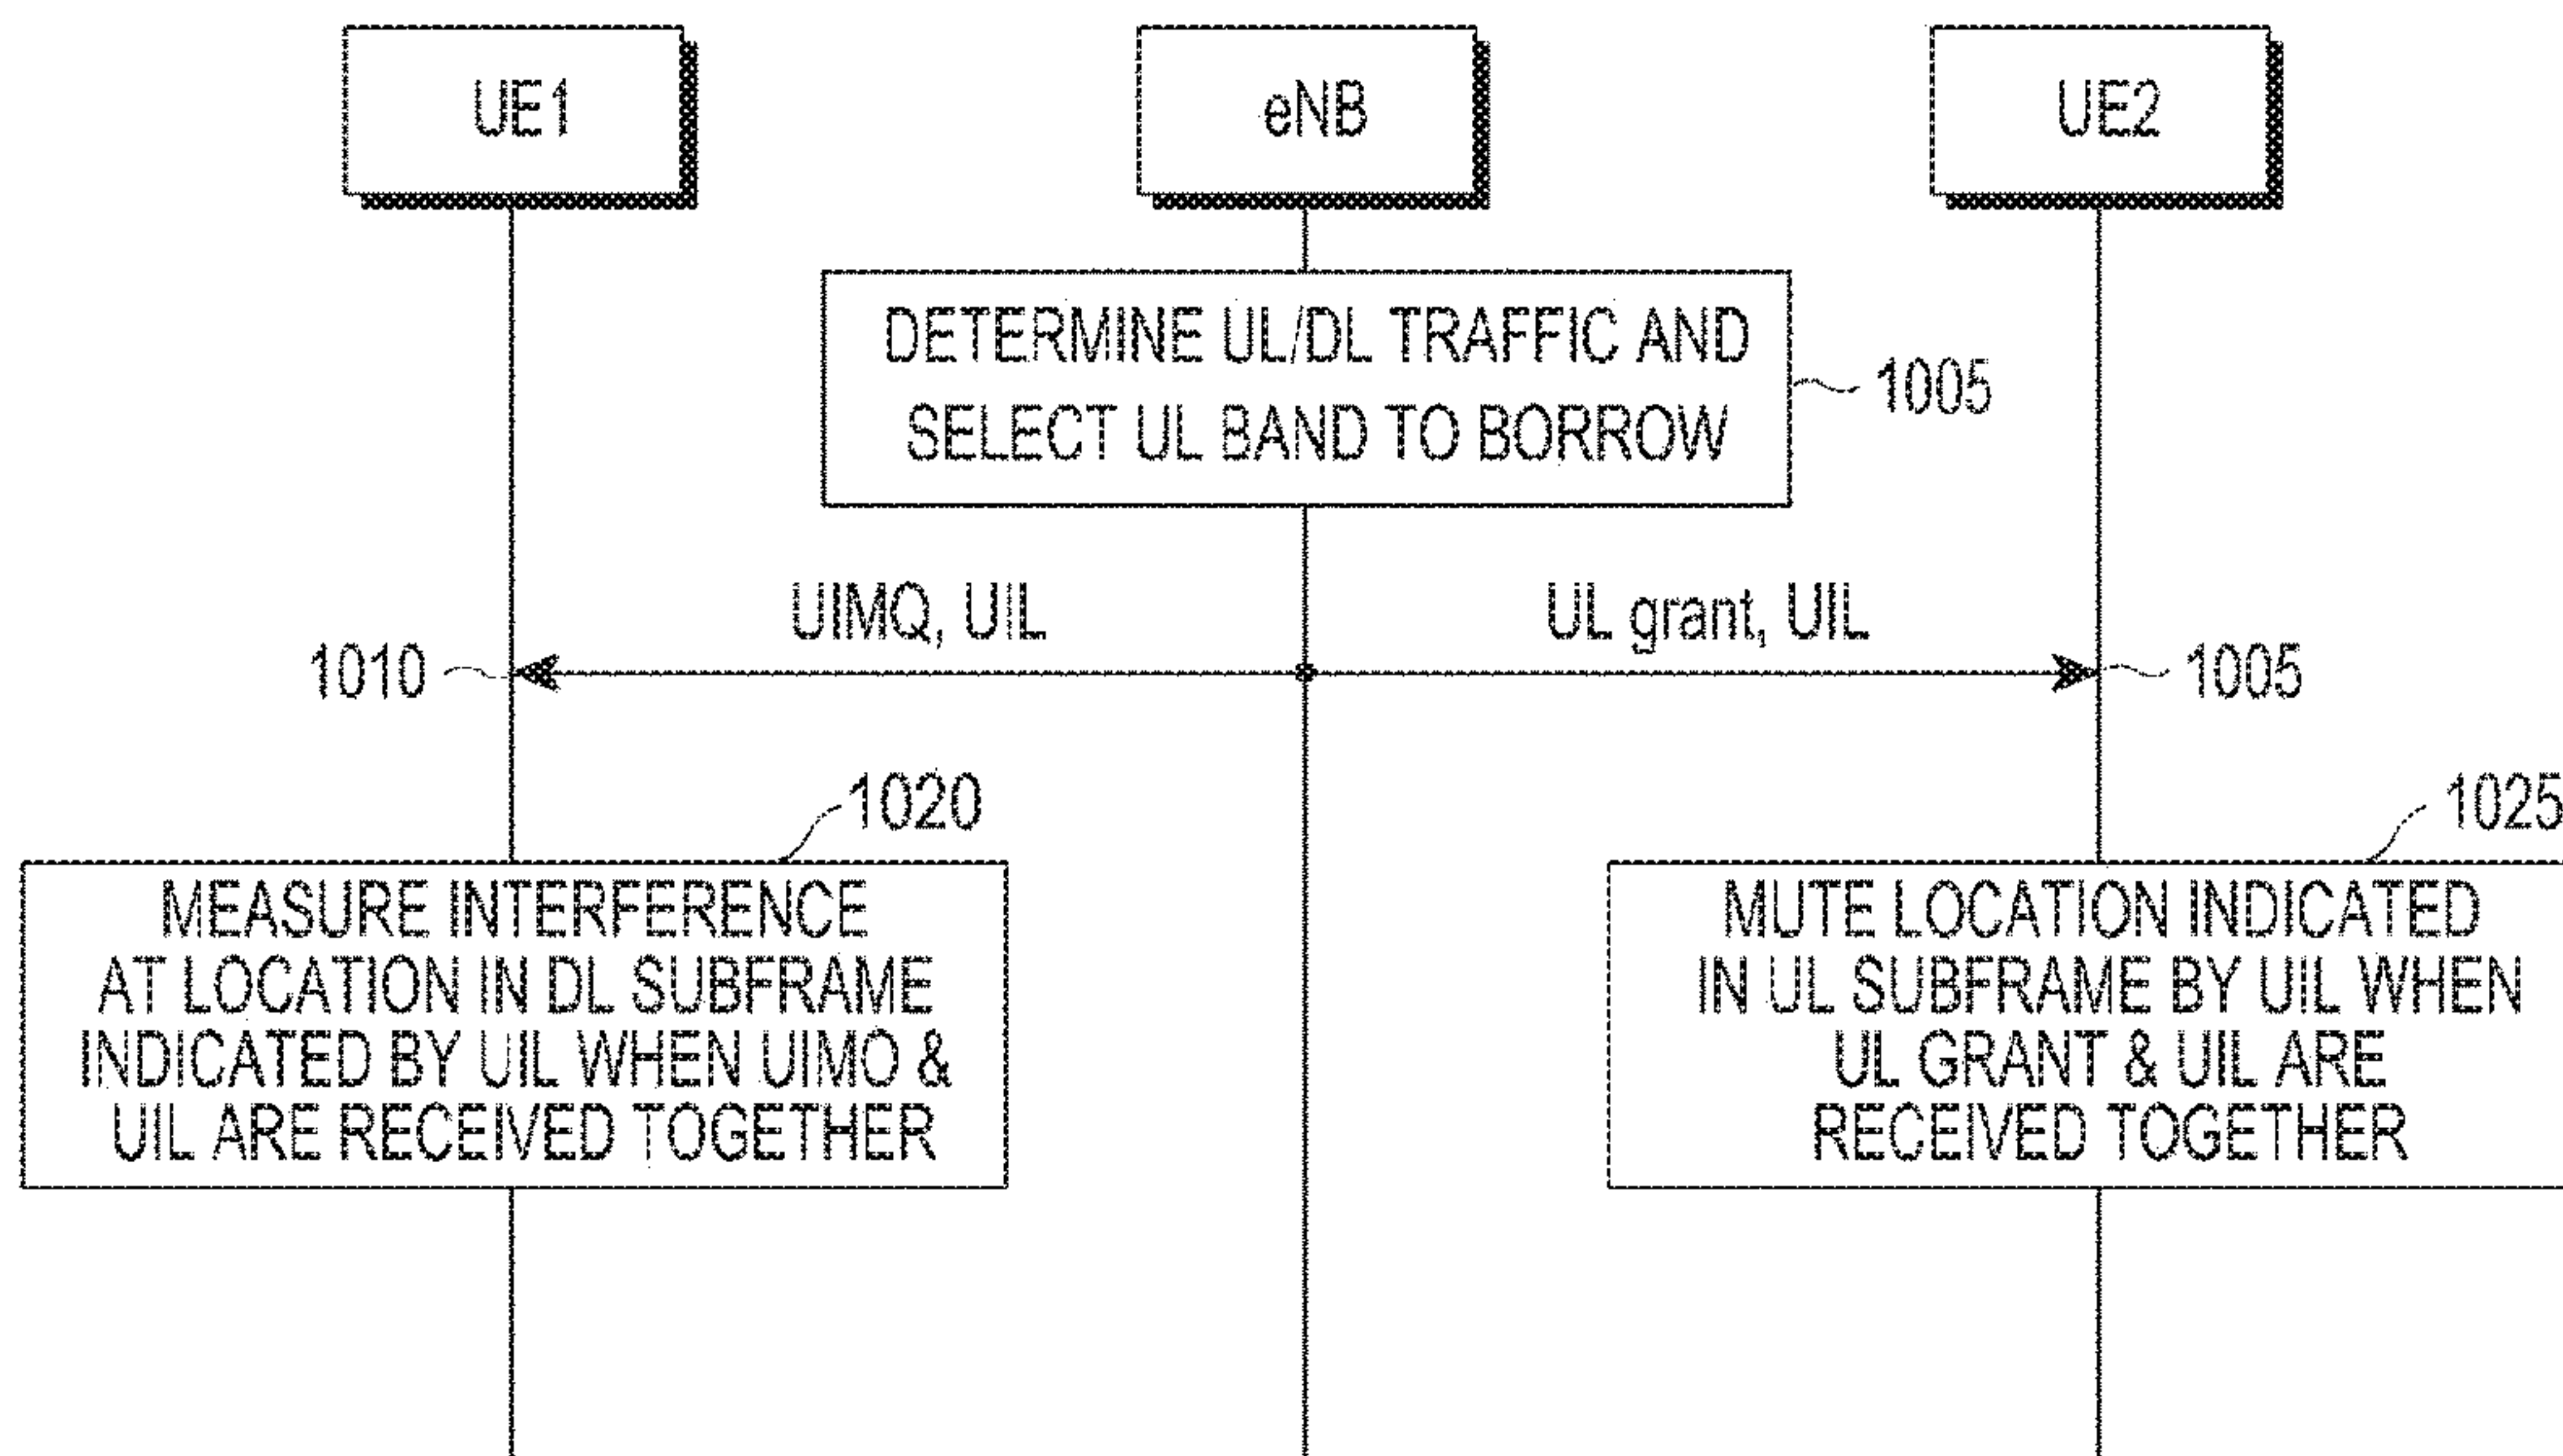 UE1
eNB
UE2
DETERMINE UL/DL TRAFFIC AND
SELECT UL BAND TO BORROW
1005
UIMQ, UIL
UL grant, UIL
1010
1005
1020
1025
MEASURE INTERFERENCE
AT LOCATION IN DL SUBFRAME
INDICATED BY UIL WHEN UIMO &
UIL ARE RECEIVED TOGETHER
MUTE LOCATION INDICATED
IN UL SUBFRAME BY UIL WHEN
UL GRANT & UIL ARE
RECEIVED TOGETHER